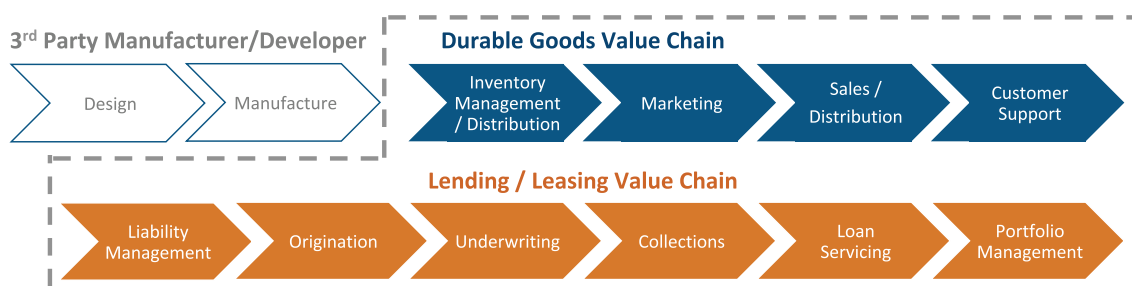 3rd Party Manufacturer/Developer
Durable Goods Value Chain
Design
Manufacture
Inventory
Management
/ Distribution
Marketing
Sales /
Distribution
Customer
Support
Lending / Leasing Value Chain
Liability
Management
Origination
Underwriting
Collections
Loan
Servicing
Portfolio
Management